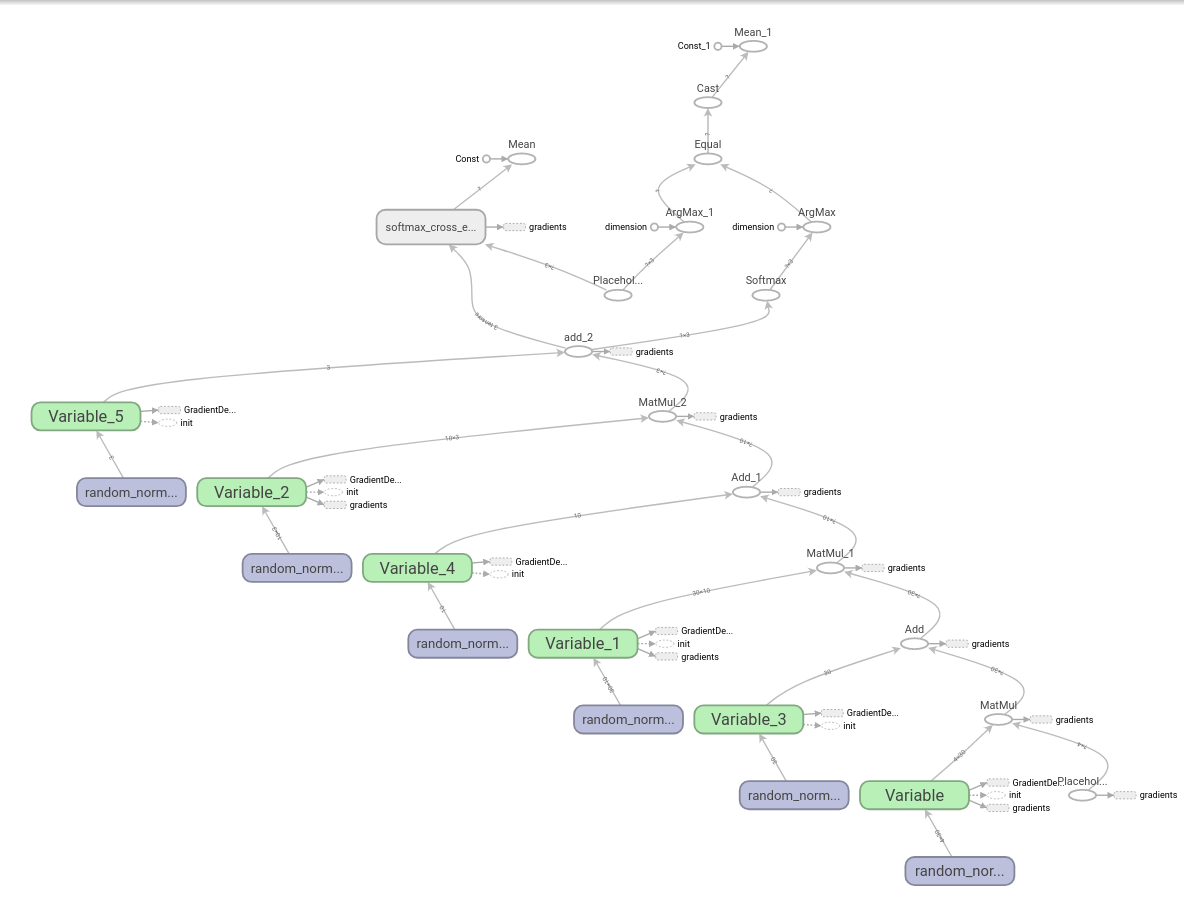 Mean_1
Const_1
Cast
Equal
Mean
Const
ArgMax_1
ArgMax
softmax_cross_e...
gradients
dimension
dimension
Placehol...
Softmax
add_2
gradients
3
MatMul_2
Variable_5
GradientDe...
init
gradients
10×3
Add_1
random_norm...
Variable_2
GradientDe...
init
gradients
gradients
10
MatMul_1
random_norm...
Variable_4
GradientDe...
init
gradients
30×10
Add
random_norm...
Variable_1
GradientDe...
init
gradients
gradients
30
MatMul
random_norm...
Variable_3
GradientDe...
init
gradients
4×30
random_norm...
Variable
GradientDe...
init
gradients
Placehol...
gradients
random_nor...